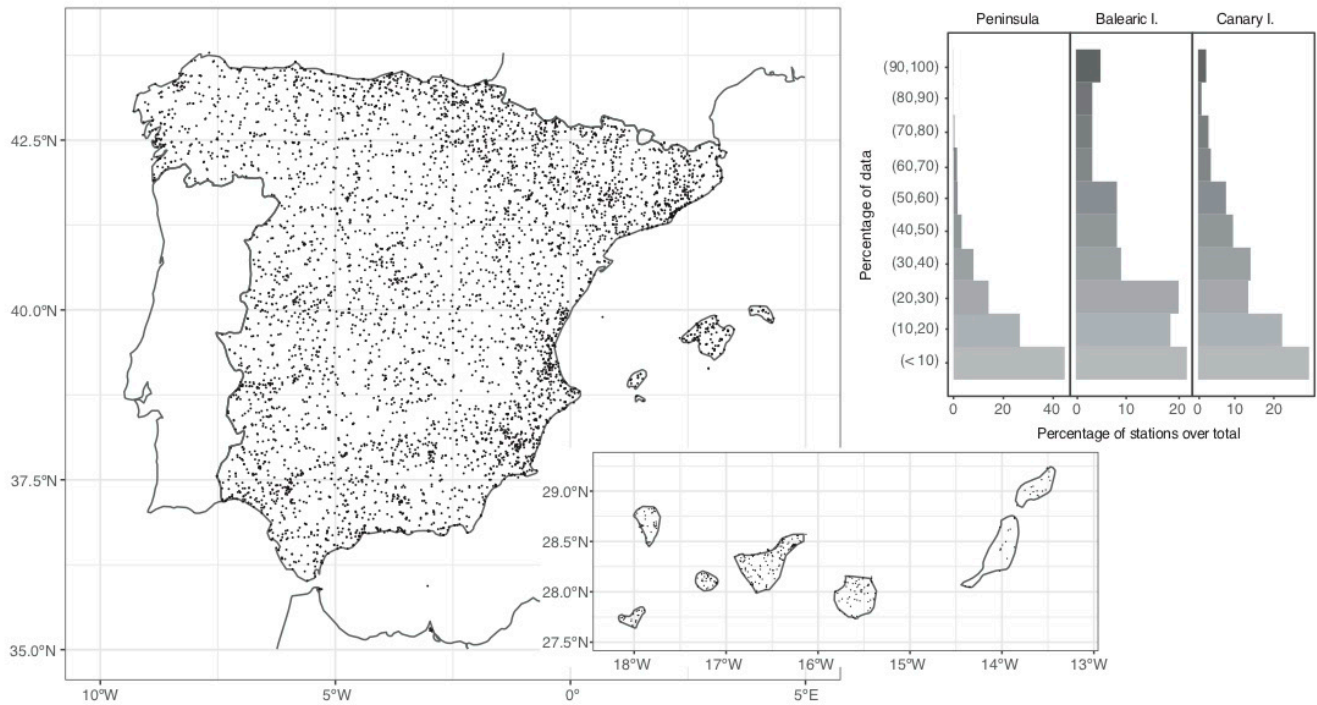 Peninsula Balearic I. Canary I.
(90,100)
(80,90)
(70,80)
(60,70)
(50,60)
(40,50)
(30,40)
(20,30)
(10,20)
(< 10)
Percentage of data
0 20 40 0 10 20 0 10 20
Percentage of stations over total
42.5°N
40.0°N
37.5°N
35.0°N
10°W 5°W 0° 5°E
29.0°N
28.5°N
28.0°N
27.5°N
18°W 17°W 16°W 15°W 14°W 13°W